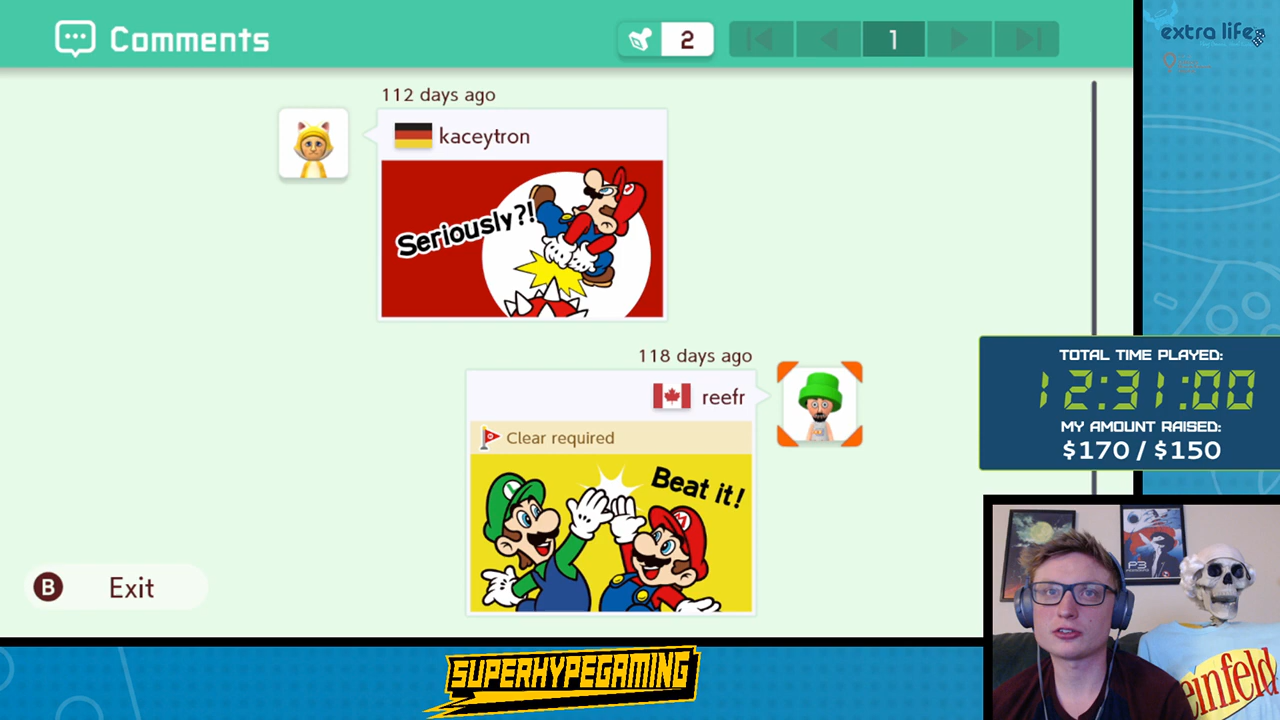 Comments
2
1
extra life
112 days ago
kaceytron
Seriously?!
118 days ago
reefr
Clear required
Beat it!
B Exit
TOTAL TIME PLAYED:
12:31:00
MY AMOUNT RAISED:
$170 / $150
P3
SUPERHYPEGAMING
einfeld